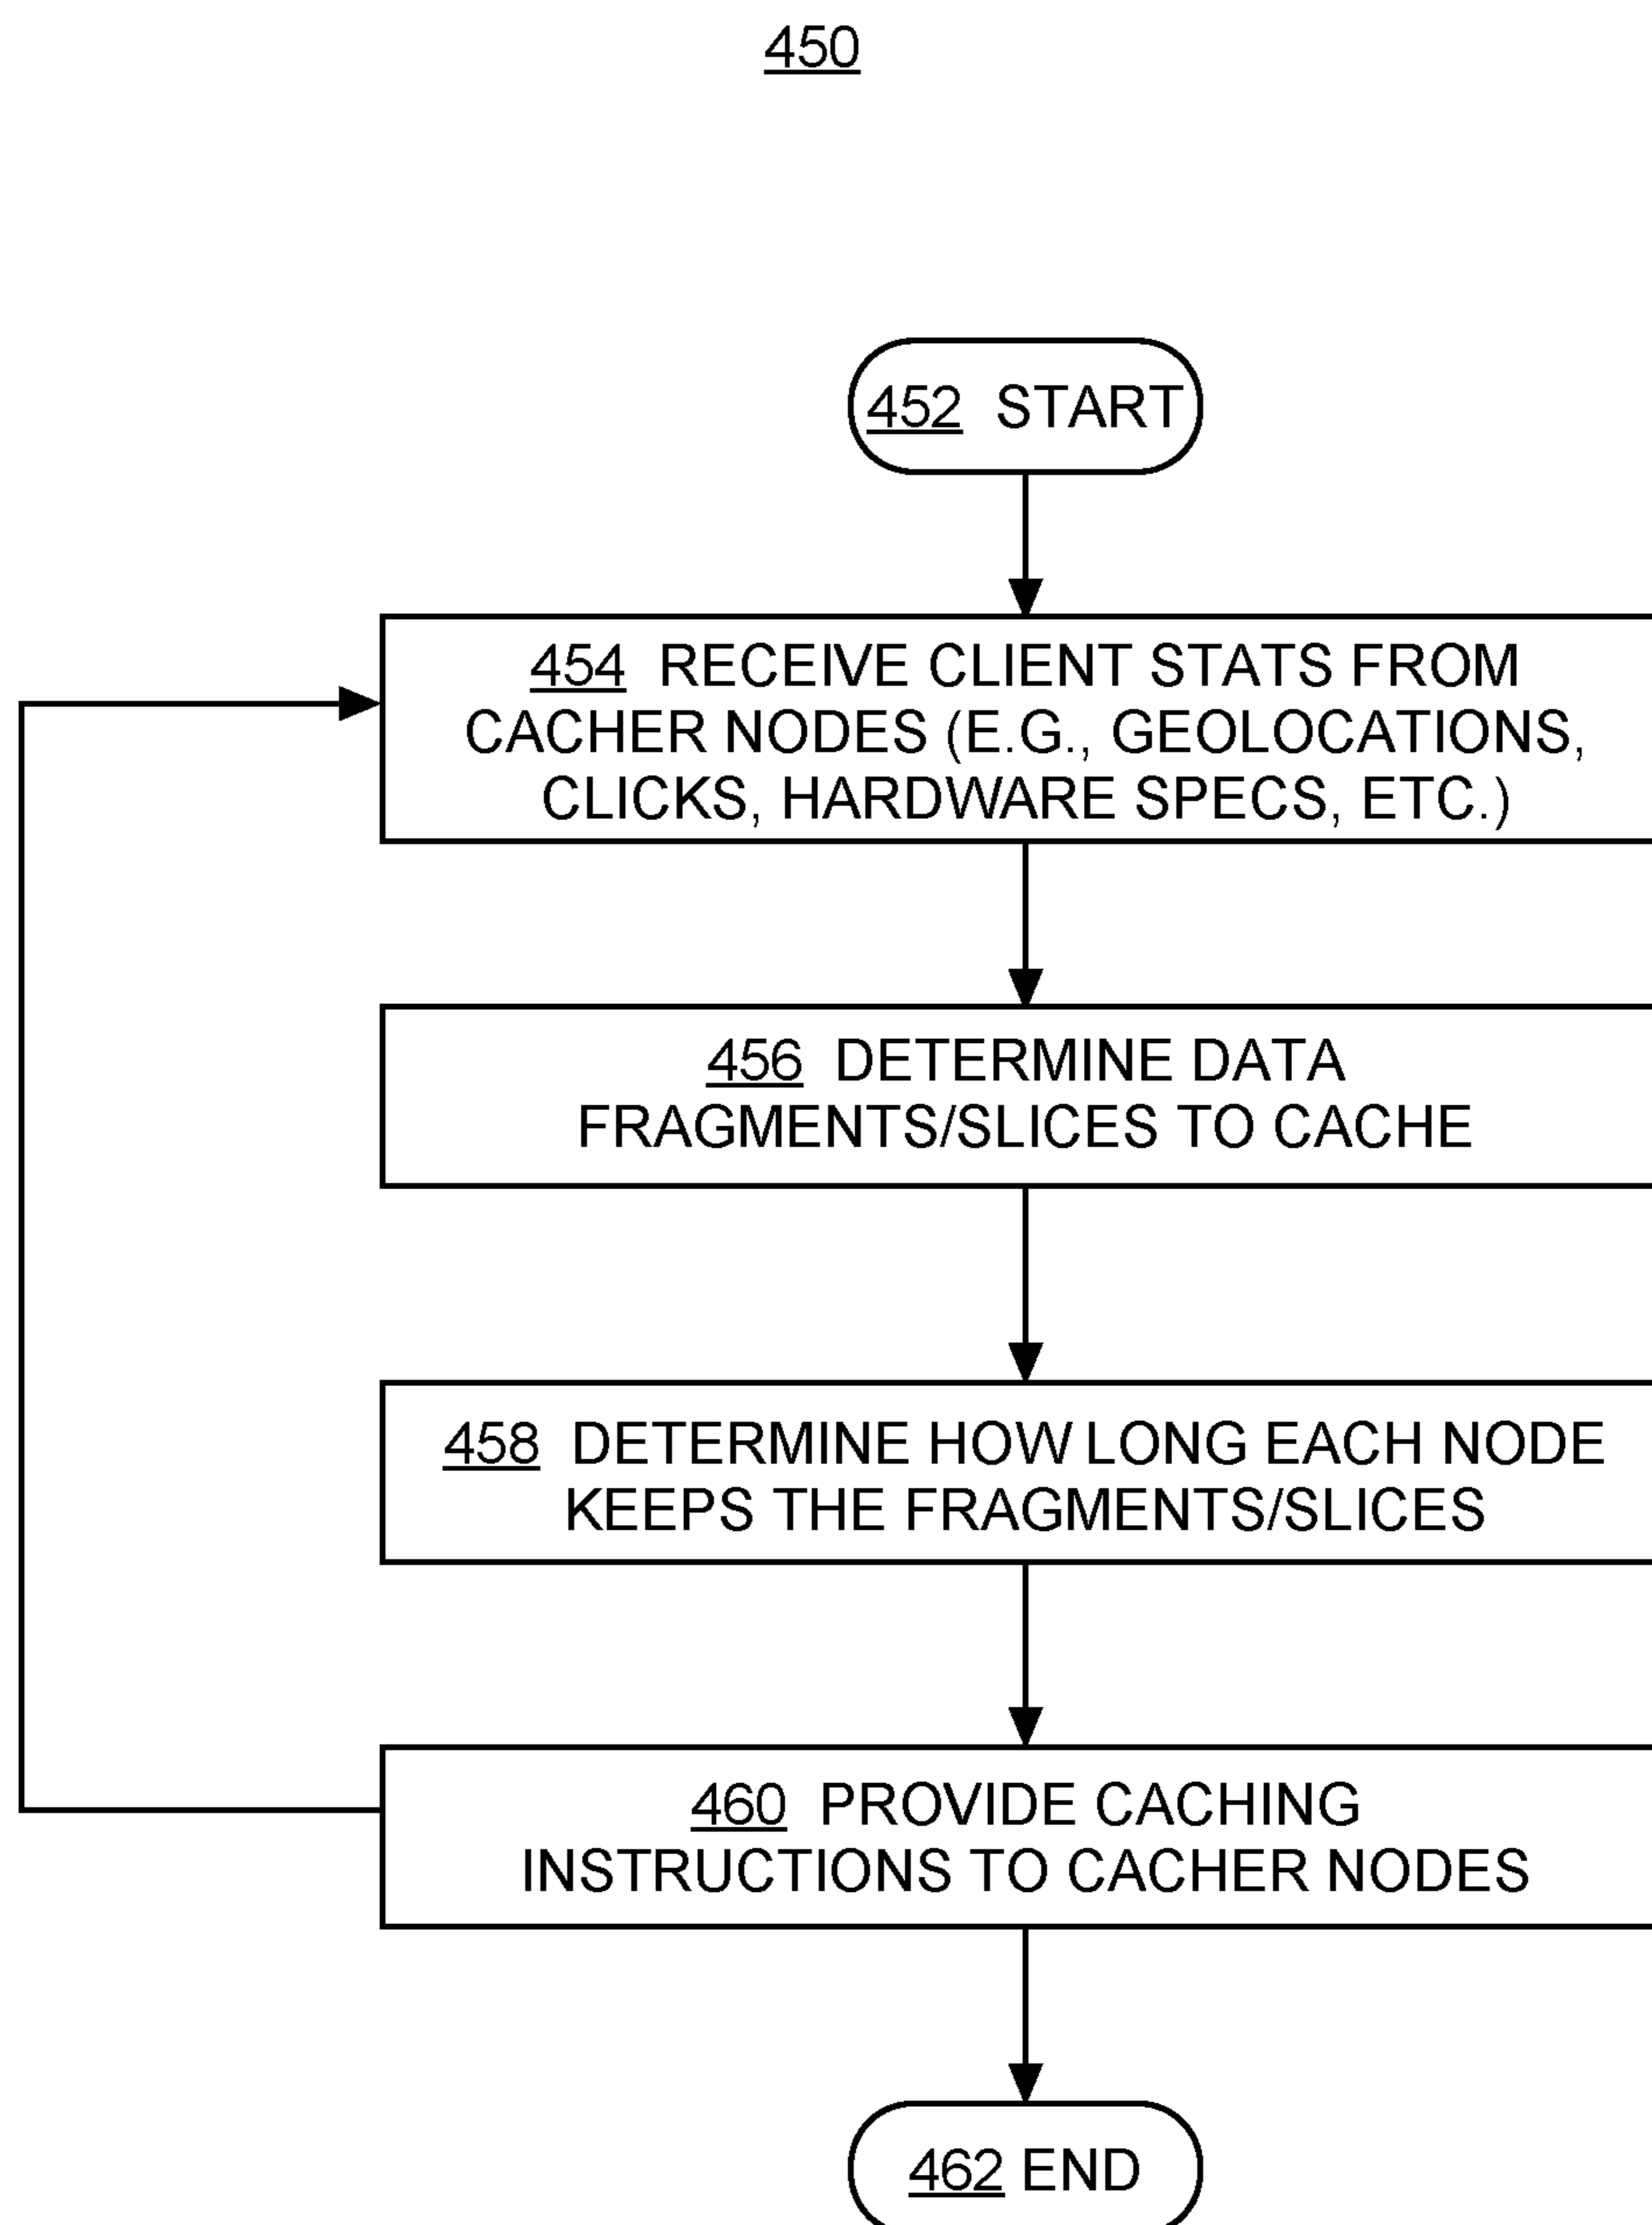 450
452 START
454 RECEIVE CLIENT STATS FROM
CACHER NODES (E.G., GEOLOCATIONS,
CLICKS, HARDWARE SPECS, ETC.)
456 DETERMINE DATA
FRAGMENTS/SLICES TO CACHE
458 DETERMINE HOW LONG EACH NODE
KEEPS THE FRAGMENTS/SLICES
460 PROVIDE CACHING
INSTRUCTIONS TO CACHER NODES
462 END